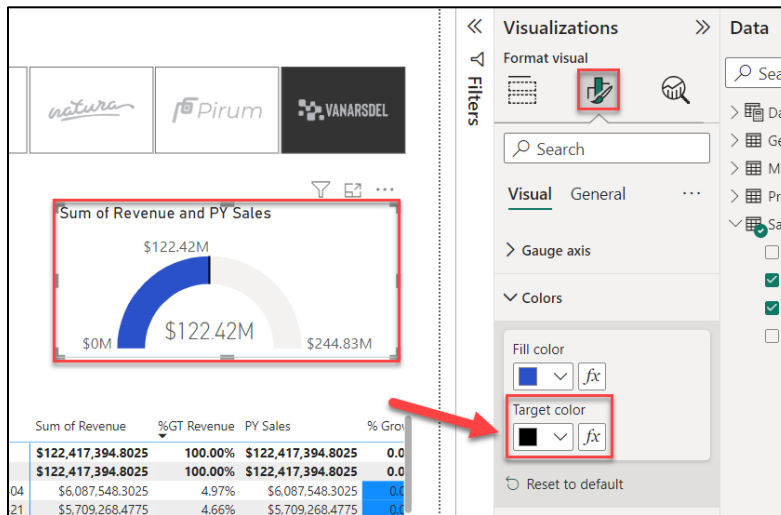 natura
Pirum
VANARSDEL
Sum of Revenue and PY Sales
$122.42M
$122.42M
$0M
$244.83M
Sum of Revenue %GT Revenue PY Sales % Grow
$122,417,394.8025 100.00% $122,417,394.8025 0.0
$122,417,394.8025 100.00% $122,417,394.8025 0.0
-04 $6,087,548.3025 4.97% $6,087,548.3025 0.0
21 $5,709,268.4775 4.66% $5,709,268.4775 0.0
Filters
Visualizations
Format visual
Search
Visual General ...
Gauge axis
Colors
Fill color
fx
Target color
fx
Reset to default
Data
Sea
Da
Ge
M
Pr
Sa